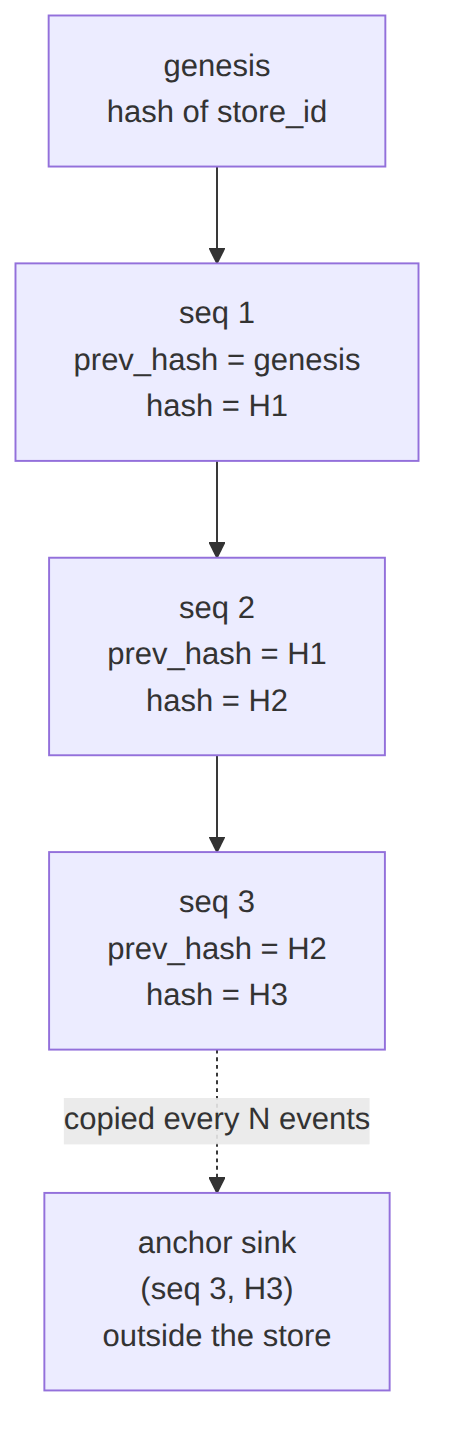 genesis
hash of store_id
seq 1
prev_hash = genesis
hash = H1
seq 2
prev_hash = H1
hash = H2
seq 3
prev_hash = H2
hash = H3
copied every N events
anchor sink
(seq 3, H3)
outside the store